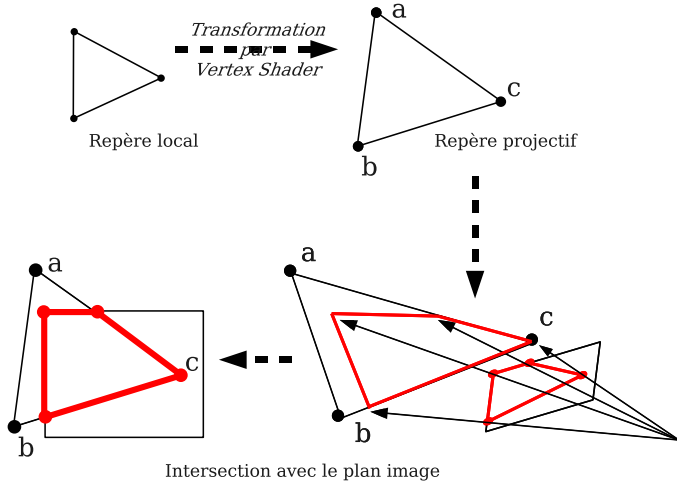 Transformation
par
Vertex Shader
a
c
b
Repère local
Repère projectif
a
c
b
a
c
b
Intersection avec le plan image